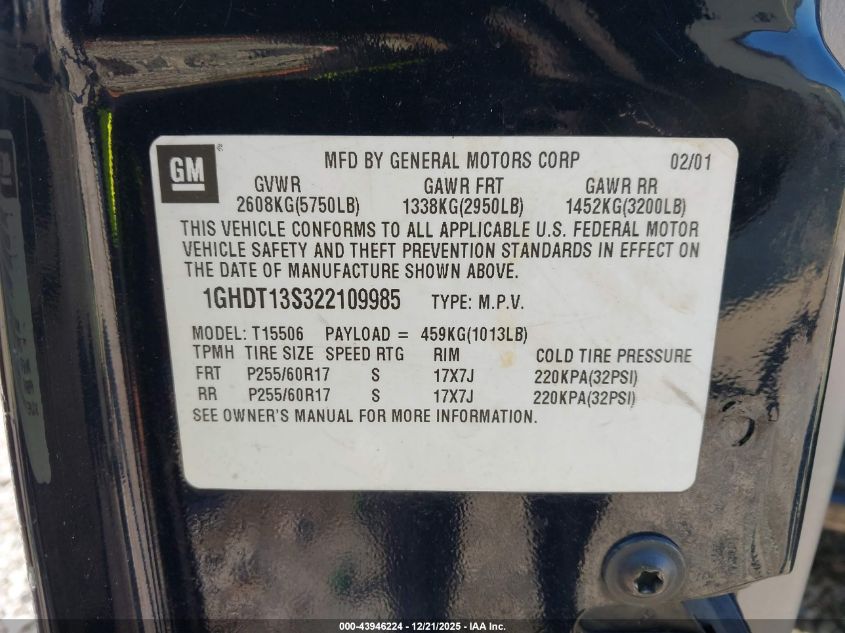 GM
MFD BY GENERAL MOTORS CORP 02/01
GVWR GAWR FRT GAWR RR
2608KG(5750LB) 1338KG(2950LB) 1452KG(3200LB)
THIS VEHICLE CONFORMS TO ALL APPLICABLE U.S. FEDERAL MOTOR
VEHICLE SAFETY AND THEFT PREVENTION STANDARDS IN EFFECT ON
THE DATE OF MANUFACTURE SHOWN ABOVE.
1GHDT13S322109985 TYPE: M.P.V.
MODEL: T15506 PAYLOAD = 459KG(1013LB)
TPMH TIRE SIZE SPEED RTG RIM COLD TIRE PRESSURE
FRT P255/60R17 S 17X7J 220KPA(32PSI)
RR P255/60R17 S 17X7J 220KPA(32PSI)
SEE OWNER'S MANUAL FOR MORE INFORMATION.
000-43946224 - 12/21/2025 - IAA Inc.